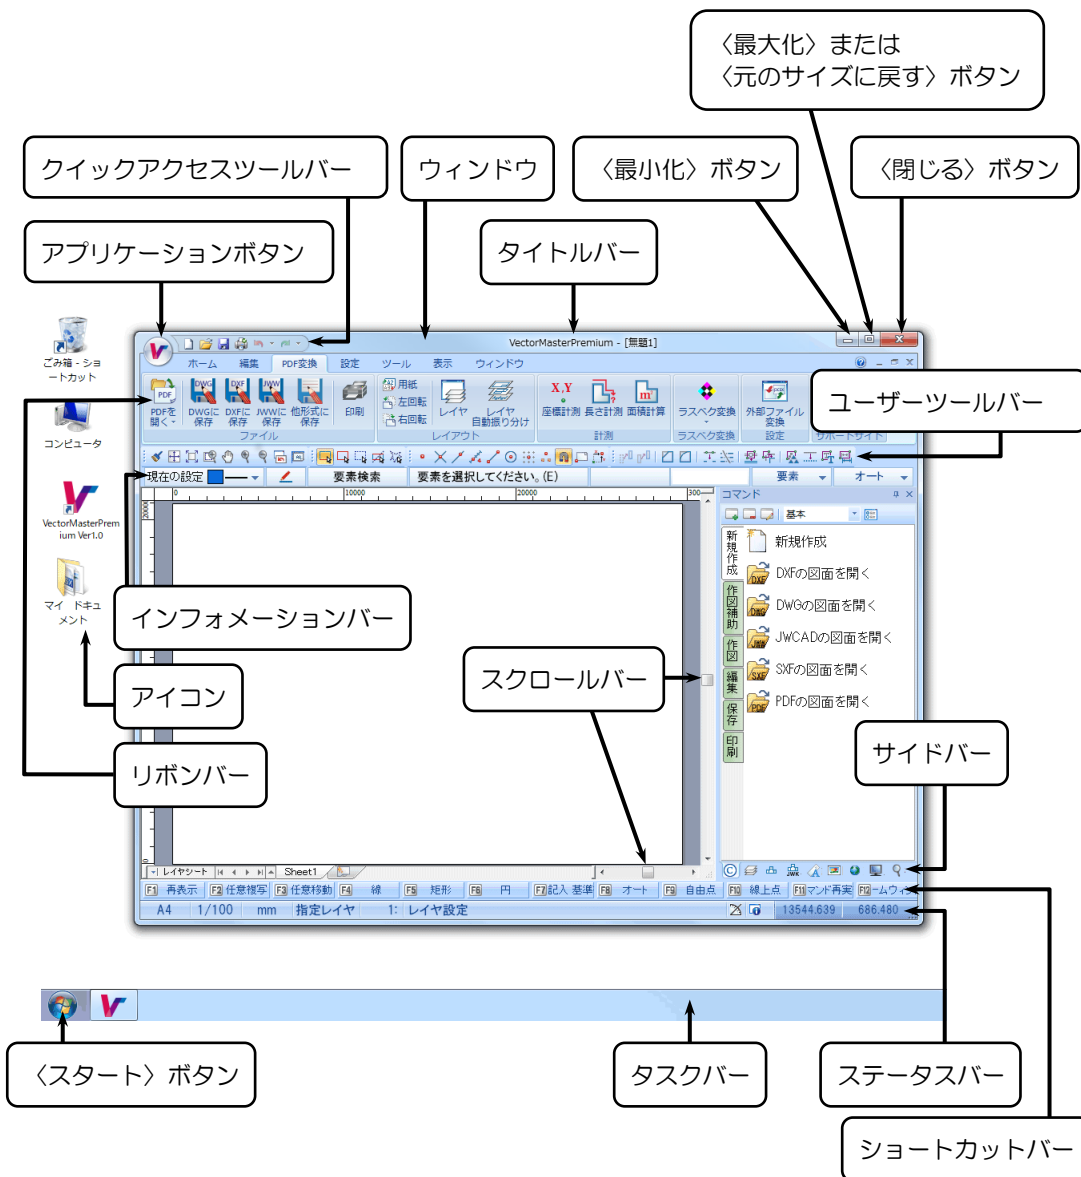 〈最大化〉または
〈元のサイズに戻す〉ボタン
クイックアクセスツールバー
ウィンドウ
〈最小化〉ボタン
〈閉じる〉ボタン
アプリケーションボタン
タイトルバー
ごみ箱 - ショ
ートカット
コンピュータ
VectorMasterPrem
ium Ver1.0
マイ ドキュ
メント
VectorMasterPremium - [無題1]
ホーム 編集 PDF変換 設定 ツール 表示 ウィンドウ
PDFを
開く
DWGに
保存
DXFに
保存
JWWに
保存
他形式に
保存
印刷
用紙
左回転
右回転
レイヤ
レイヤ
自動振り分け
X,Y
座標計測
長さ計測
面積計算
ラスベク変換
外部ファイル
変換
ファイル レイアウト 計測 ラスベク変換 設定 サポートサイト
ユーザーツールバー
現在の設定 要素検索 要素を選択してください。(E) 要素 オート
0 10000 20000 300
20000
0
コマンド
基本
新規作成
作図補助
作図
編集
保存
印刷
新規作成
DXFの図面を開く
DWGの図面を開く
JWCADの図面を開く
SXFの図面を開く
PDFの図面を開く
インフォメーションバー
スクロールバー
アイコン
リボンバー
サイドバー
レイヤシート Sheet1
F1 再表示 F2 任意複写 F3 任意移動 F4 線 F5 矩形 F6 円 F7 記入 基準 F8 オート F9 自由点 F10 線上点 F11 マンド再実 F12 ームウィン
A4 1/100 mm 指定レイヤ 1: レイヤ設定 13544.639 686.480
〈スタート〉ボタン
タスクバー
ステータスバー
ショートカットバー